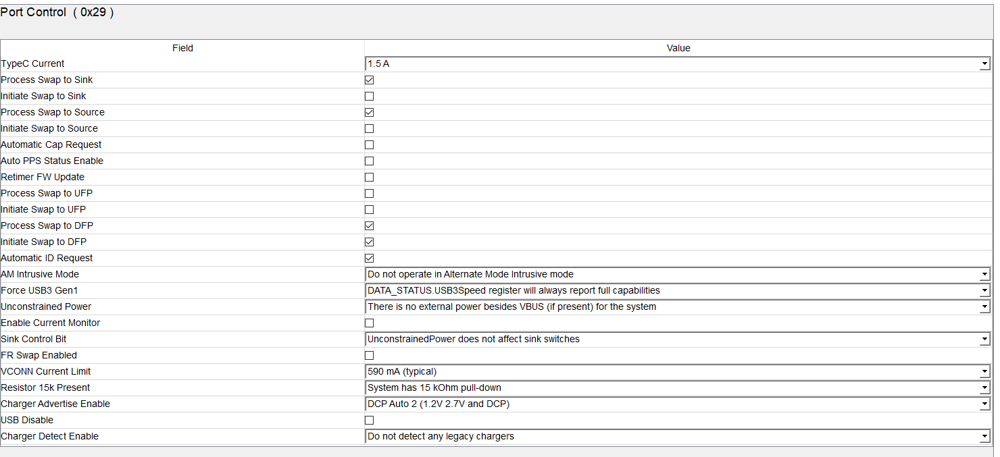 Port Control ( 0x29 )
Field Value
TypeC Current 1.5 A
Process Swap to Sink
Initiate Swap to Sink
Process Swap to Source
Initiate Swap to Source
Automatic Cap Request
Auto PPS Status Enable
Retimer FW Update
Process Swap to UFP
Initiate Swap to UFP
Process Swap to DFP
Initiate Swap to DFP
Automatic ID Request
AM Intrusive Mode Do not operate in Alternate Mode Intrusive mode
Force USB3 Gen1 DATA_STATUS.USB3Speed register will always report full capabilities
Unconstrained Power There is no external power besides VBUS (if present) for the system
Enable Current Monitor
Sink Control Bit UnconstrainedPower does not affect sink switches
FR Swap Enabled
VCONN Current Limit 590 mA (typical)
Resistor 15k Present System has 15 kOhm pull-down
Charger Advertise Enable DCP Auto 2 (1.2V 2.7V and DCP)
USB Disable
Charger Detect Enable Do not detect any legacy chargers